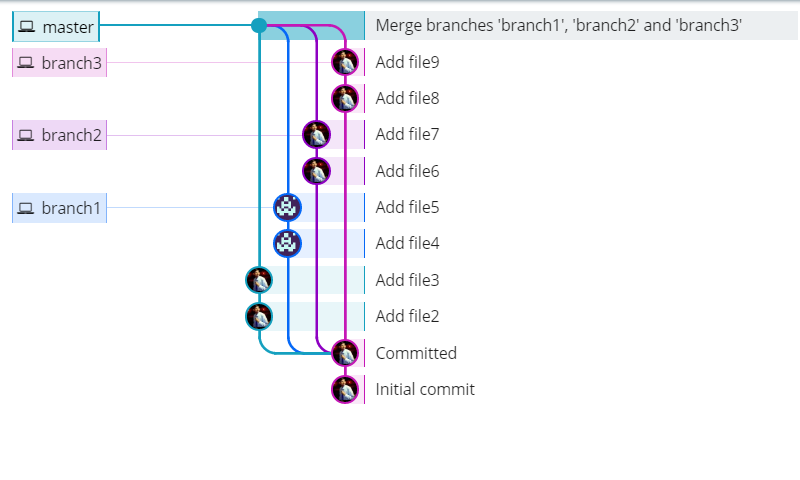 master Merge branches 'branch1', 'branch2' and 'branch3'
branch3 Add file9
Add file8
branch2 Add file7
Add file6
branch1 Add file5
Add file4
Add file3
Add file2
Committed
Initial commit